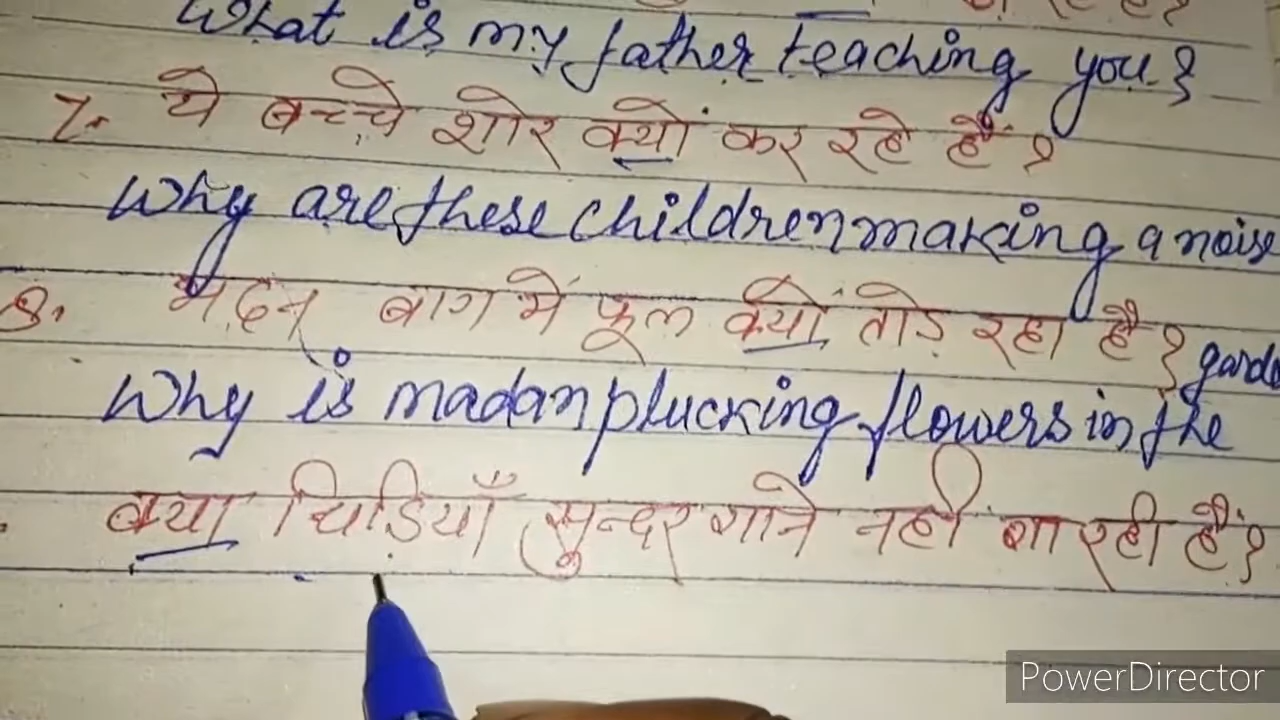 What is my father teaching you?
7. ये बच्चे शोर क्यों कर रहे हैं?
Why are these children making a noise
8. मदन बाग में फूल क्यों तोड़ रहा है?
garde
Why is madan plucking flowers in the
क्या चिड़ियाँ सुन्दर गाने नहीं गा रही हैं?
PowerDirector